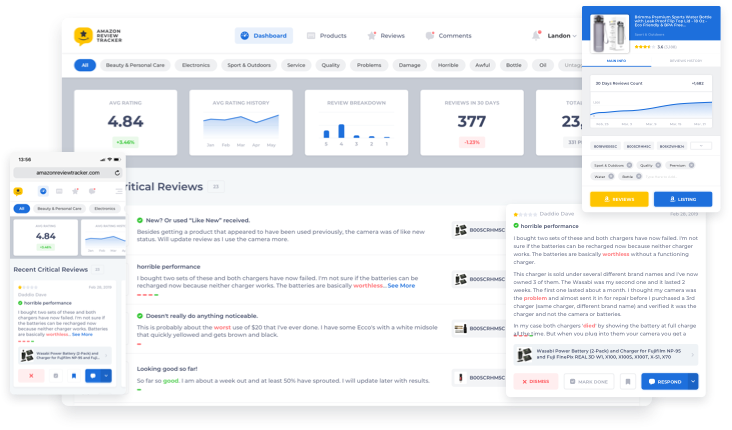 AMAZON
REVIEW
TRACKER
Dashboard
Products
Reviews
Comments
London
All
Beauty & Personal Care
Electronics
Sport & Outdoors
Service
Quality
Problems
Damage
Horrible
Awful
Bottle
Oil
AVG RATING
4.84
+3.46%
AVG RATING HISTORY
Jan Feb Mar Apr May
REVIEW BREAKDOWN
5 4 3 2 1
REVIEWS IN 30 DAYS
377
-1.23%
TOTAL
23,
ritical Reviews
23
New? Or used "Like New" received.
Besides getting a product that appeared to have been used previously, the camera was of like new
status. Will update review as I use the camera more.
B00SCRHMSC
horrible performance
I bought two sets of these and both chargers have now failed. I'm not sure if the batteries can be
recharged now because neither charger works. The batteries are basically worthless...See More
B00SCRHMSC
Doesn't really do anything noticeable.
This is probably the worst use of $20 that I've ever done. I have some Ecco's with a white midsole
that quickly yellowed and gets brown and black.
B00SCRHMSC
Looking good so far!
So far so good. I am about a week out and at least 50% have sprouted. I will update later with results.
B00SCRHMSC
13:56
amazonreviewtracker.com
All
Beauty & Personal Care
Electronics
AVG RATING
4.84
+3.46%
AVG RATING HISTORY
Recent Critical Reviews
23
Feb 26, 2019
Daddio Dave
horrible performance
I bought two sets of these and both
chargers have now failed. I'm not sure if
the batteries can be recharged now
because neither charger works. The
batteries are basically worthless... See More
Wasabi Power Battery (2-Pack) and
Charger for Fujifilm NP-95 and Fuji...
Brimma Premium Sports Water Bottle
with Leak Proof Flip Top Lid - 18 Oz -
Eco Friendly & BPA Free...
Sport & Outdoors
3.6
MAIN INFO
REVIEWS HISTORY
30 Days Reviews Count
+1,682
Sport & Outdoors
Quality
Premium
Water
Bottle
REVIEWS
LISTING
Daddio Dave
Feb 26, 2019
horrible performance
I bought two sets of these and both chargers have now failed. I'm not
sure if the batteries can be recharged now because neither charger
works. The batteries are basically worthless without a functioning
charger.
This charger is sold under several different brand names and I've now
owned 3 of them. The Wasabi was my second one and it lasted 2
weeks. The first one lasted about a month. I thought my camera was
the problem and almost sent it in for repair before I purchased a 3rd
charger (same charger, different brand name) and verified it was the
charger and not the camera or batteries.
In my case both chargers 'died' by showing the battery at full charge
all the time. But when you plug into them your camera you get a
Wasabi Power Battery (2-Pack) and Charger for Fujifilm NP-95
and Fuji FinePix REAL 3D W1, X100, X100S, X100T, X-S1, X70
DISMISS
MARK DONE
RESPOND